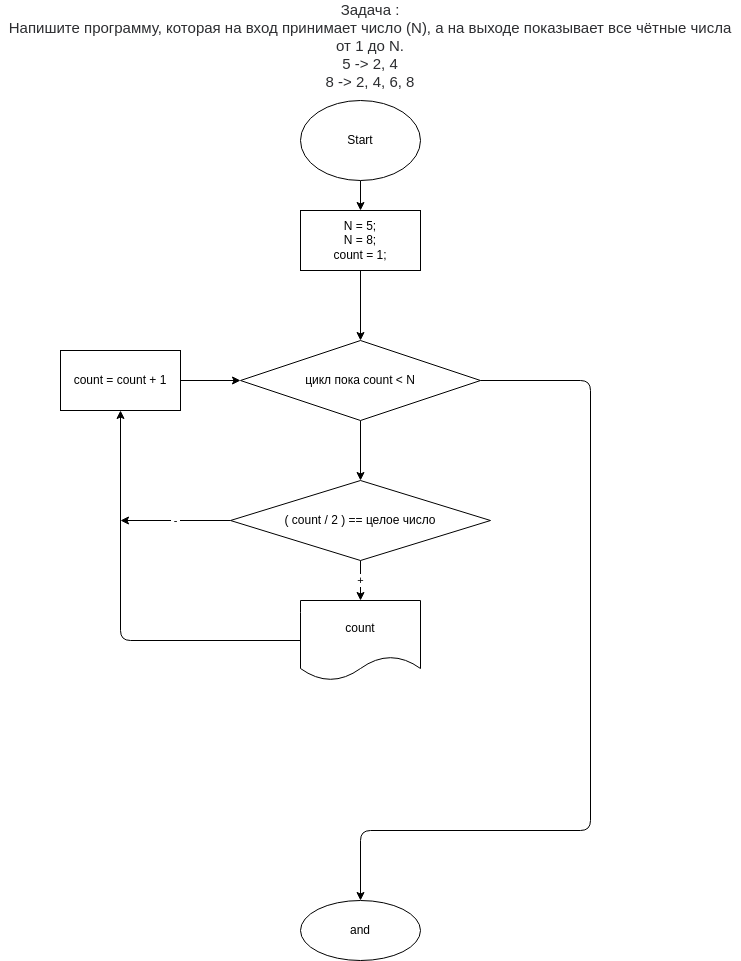 Задача :
Напишите программу, которая на вход принимает число (N), а на выходе показывает все чётные числа
от 1 до N.
5 -> 2, 4
8 -> 2, 4, 6, 8
Start
N = 5;
N = 8;
count = 1;
count = count + 1
цикл пока count < N
( count / 2 ) == целое число
-
+
count
and